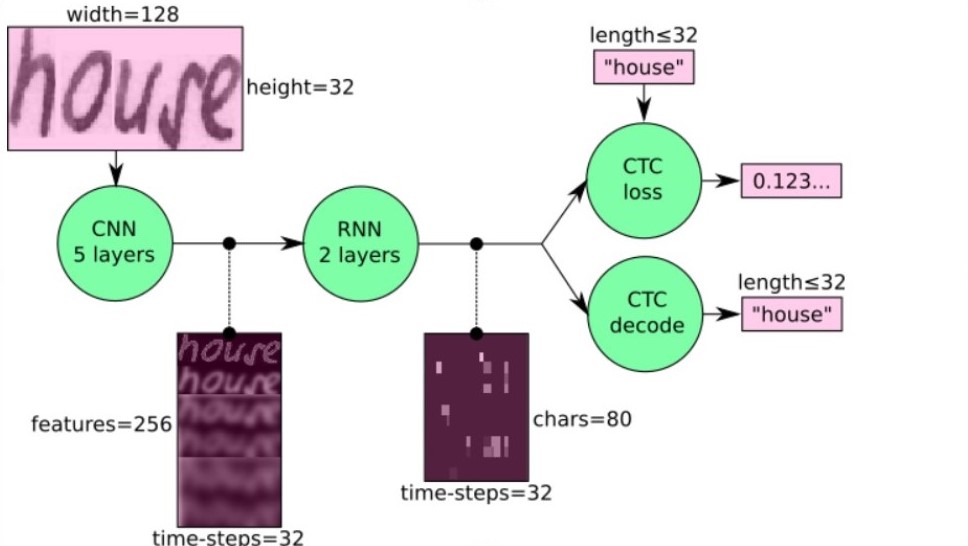 width=128
house
height=32
CNN
5 layers
RNN
2 layers
length≤32
"house"
CTC
loss
0.123...
CTC
decode
length≤32
"house"
house
house
house
features=256
time-steps=32
chars=80
time-steps=32